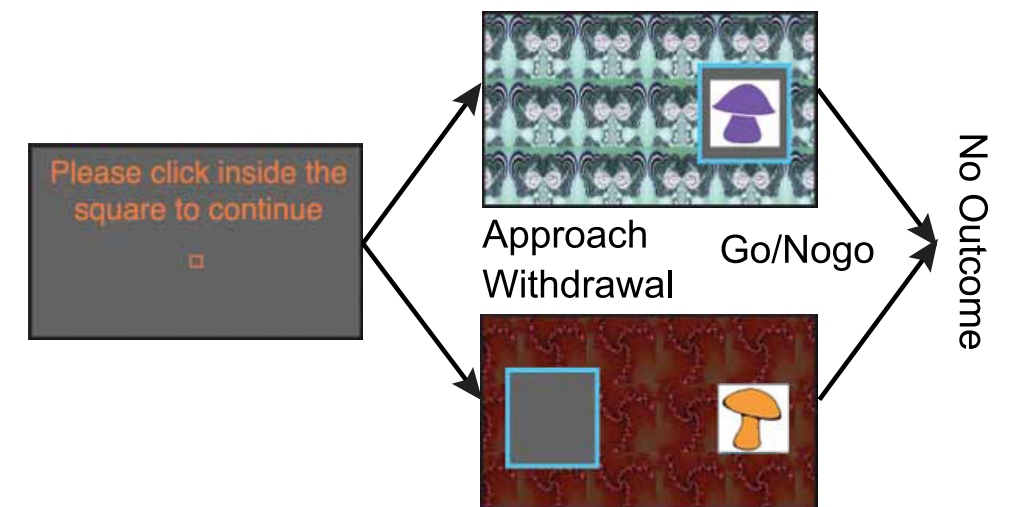 Please click inside the
square to continue
Approach
Withdrawal
Go/Nogo
No Outcome